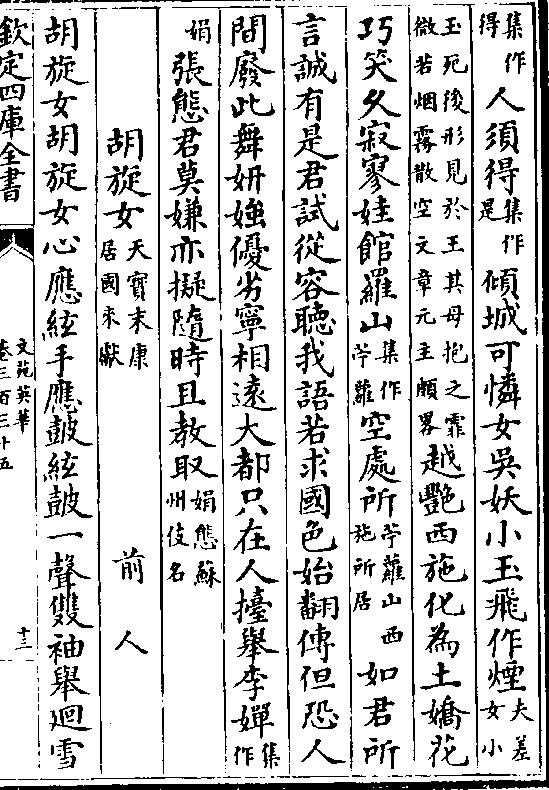 集作得人須得集作是傾城可憐女吳妖小玉飛作煙夫差女小
玉死後形見於王其母抱之霏微若烟霧散空文章元主頗畧越艷西施化為土嬌花
巧笑久寂寥娃館羅山集作苧蘿空處所苧蘿山西施所居如君所
言誠有是君試從容聽我語若求國色始翻傳但恐人
間廢此舞妍媸優劣寧相遠大都只在人擡舉李嬋集作
娟張態君莫嫌亦擬隨時且教取娟態蘇州伎名
胡旋女天寶末康居國来獻 前人
胡旋女胡旋女心應絃手應鼓絃鼓一聲雙袖舉廻雪
欽定四庫全書
文苑英華
卷三百三十五
十三